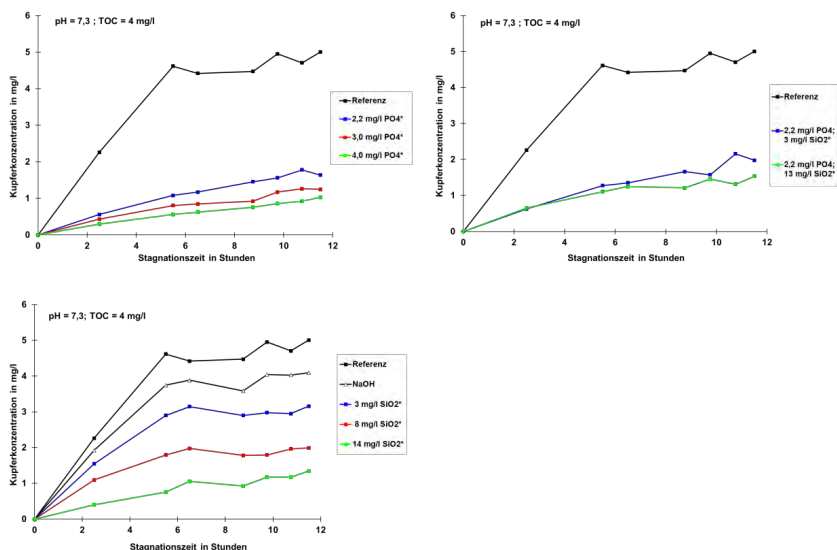 pH = 7,3 ; TOC = 4 mg/l
Kupferkonzentration in mg/l
6
5
4
3
2
1
0
0 2 4 6 8 10 12
Stagnationszeit in Stunden
Referenz
2,2 mg/l PO4*
3,0 mg/l PO4*
4,0 mg/l PO4*
pH = 7,3 ; TOC = 4 mg/l
Kupferkonzentration in mg/l
6
5
4
3
2
1
0
0 2 4 6 8 10 12
Stagnationszeit in Stunden
Referenz
2,2 mg/l PO4;
3 mg/l SiO2*
2,2 mg/l PO4;
13 mg/l SiO2*
pH = 7,3; TOC = 4 mg/l
Kupferkonzentration in mg/l
6
5
4
3
2
1
0
0 2 4 6 8 10 12
Stagnationszeit in Stunden
Referenz
NaOH
3 mg/l SiO2*
8 mg/l SiO2*
14 mg/l SiO2*